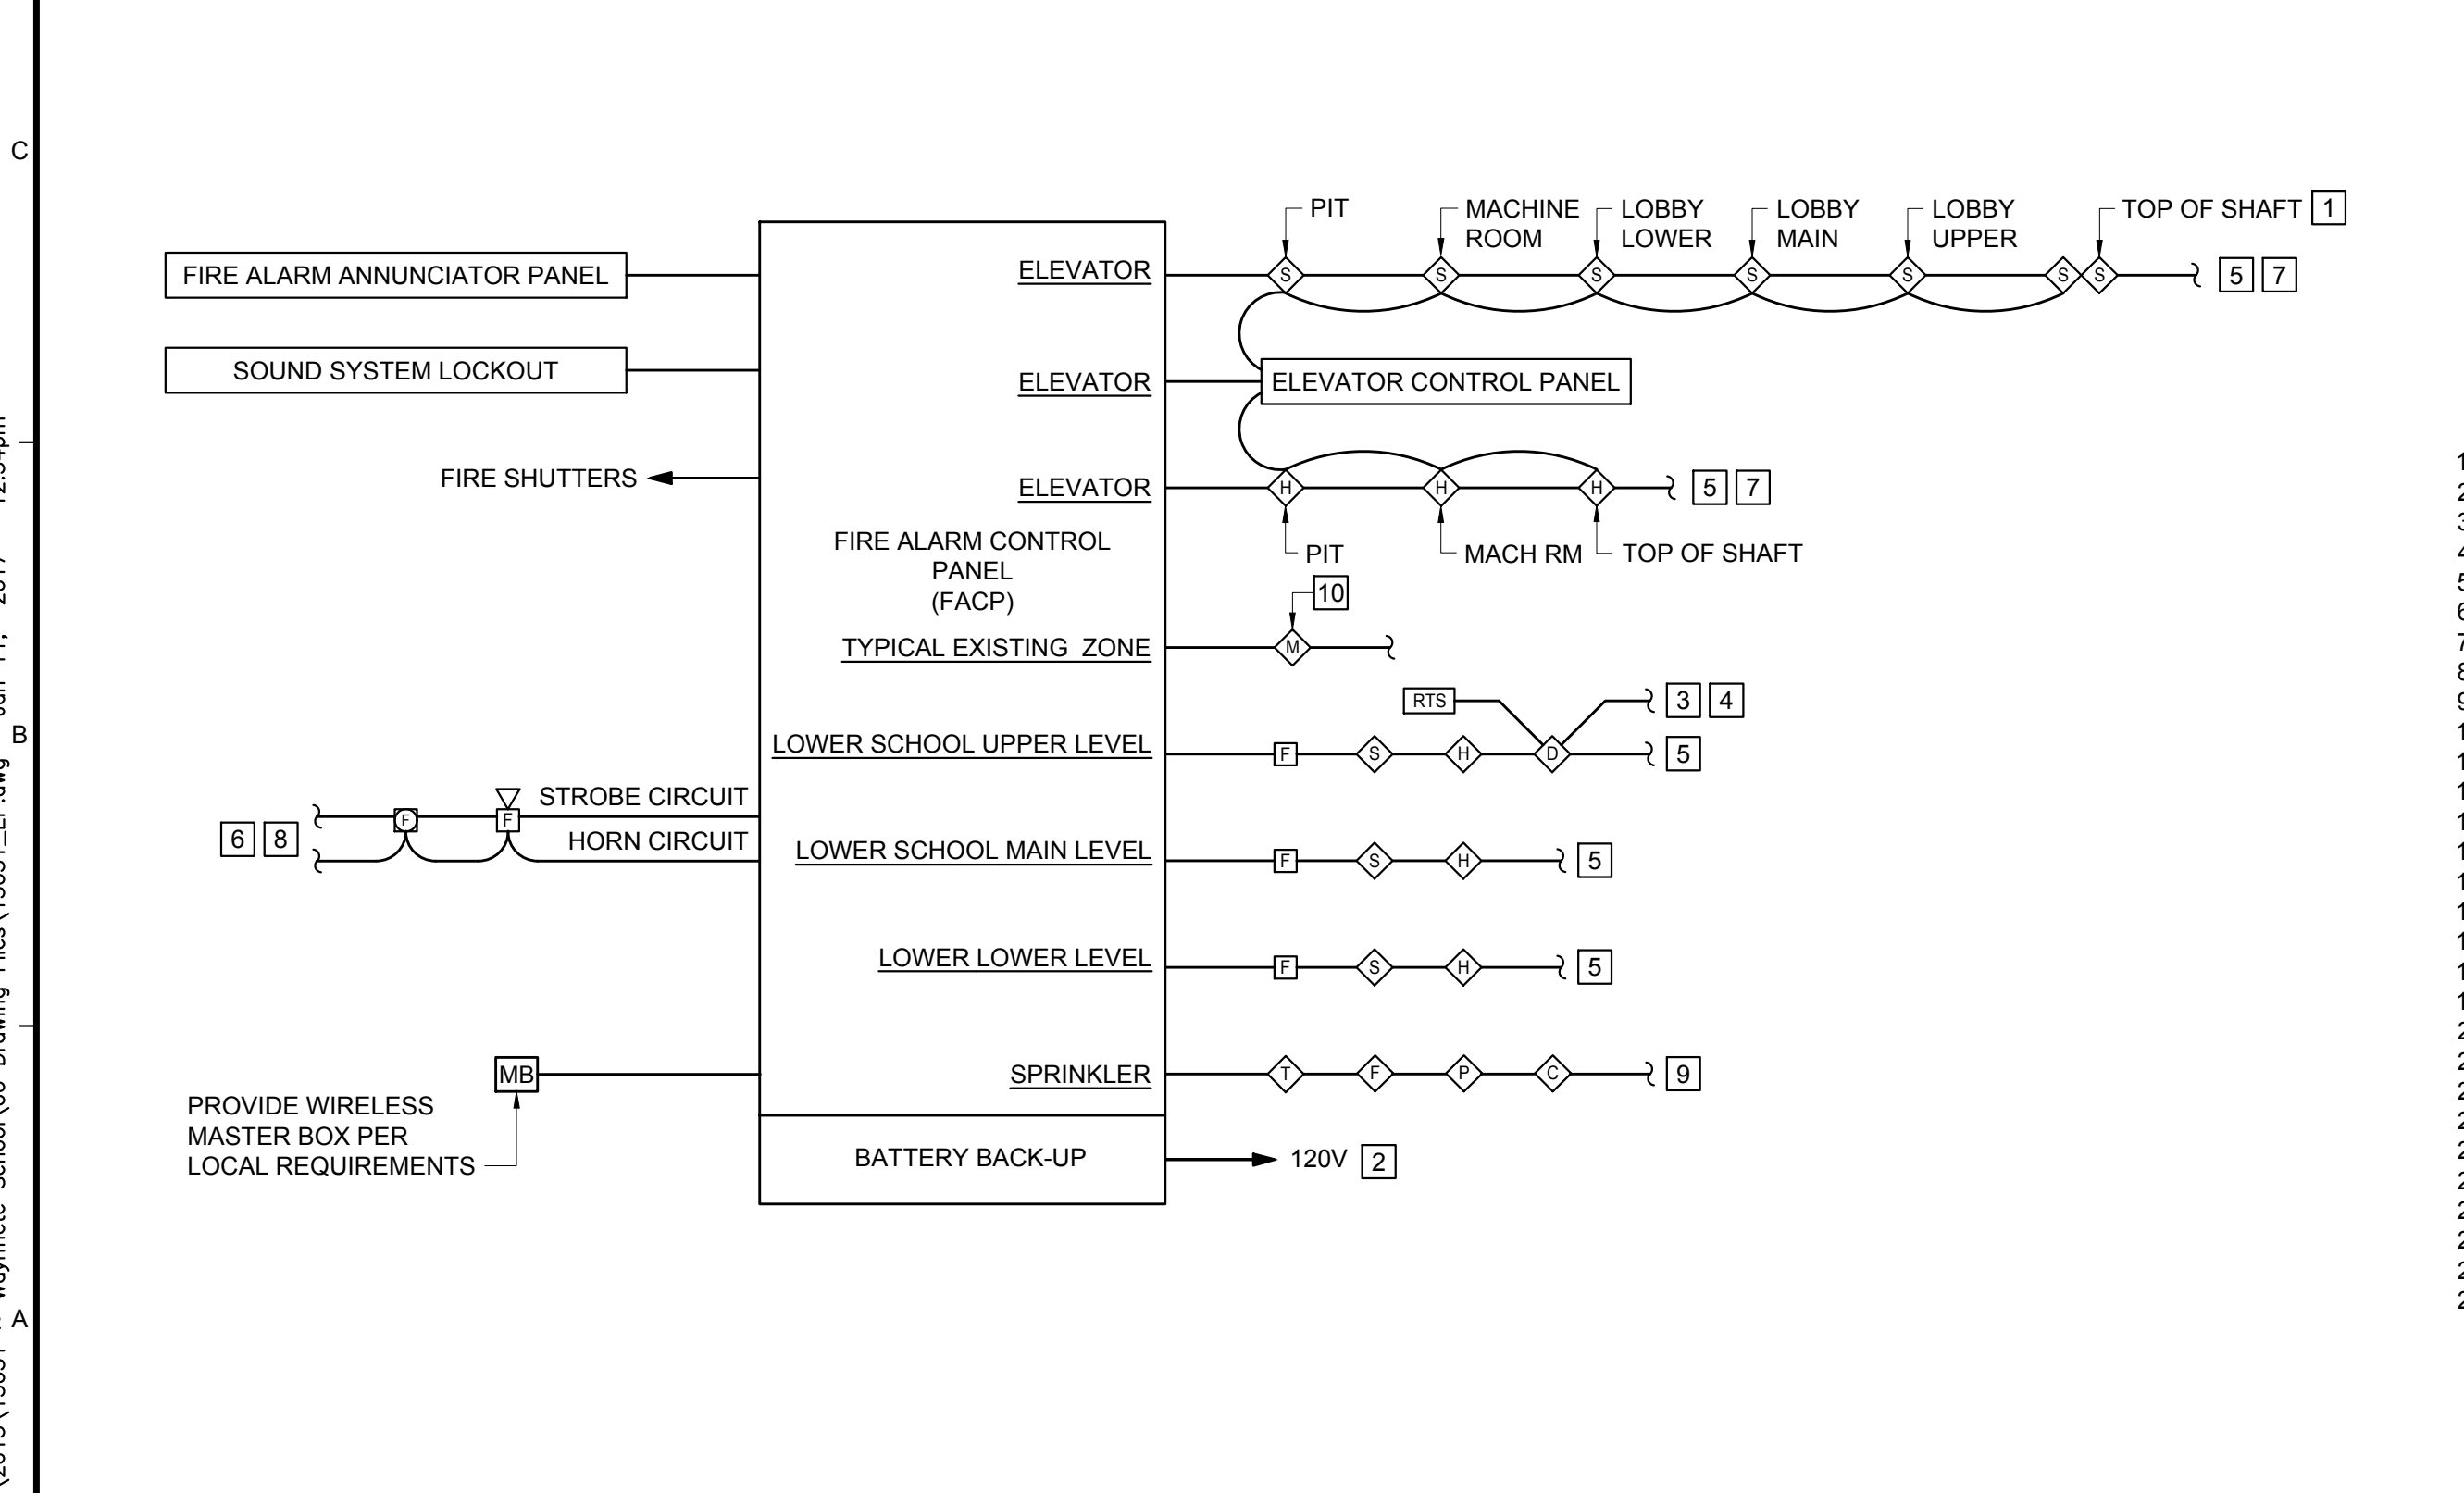 C
PIT
MACHINE
ROOM
LOBBY
LOWER
LOBBY
MAIN
LOBBY
UPPER
TOP OF SHAFT 1
FIRE ALARM ANNUNCIATOR PANEL
ELEVATOR
S S S S S S S
5 7
SOUND SYSTEM LOCKOUT
ELEVATOR
ELEVATOR CONTROL PANEL
FIRE SHUTTERS
ELEVATOR
H H H
5 7
PIT
MACH RM
TOP OF SHAFT
FIRE ALARM CONTROL
PANEL
(FACP)
10
TYPICAL EXISTING ZONE
M
RTS
3 4
B
LOWER SCHOOL UPPER LEVEL
F S H D
5
STROBE CIRCUIT
F F
6 8
HORN CIRCUIT
LOWER SCHOOL MAIN LEVEL
F S H
5
LOWER LOWER LEVEL
F S H
5
MB
SPRINKLER
T F P C
9
PROVIDE WIRELESS
MASTER BOX PER
LOCAL REQUIREMENTS
BATTERY BACK-UP
120V 2
A